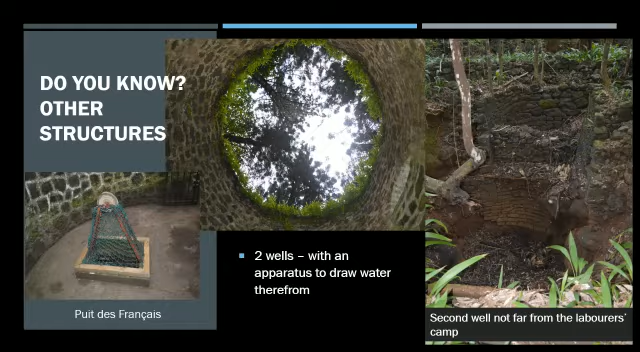 DO YOU KNOW?
OTHER
STRUCTURES
Puit des Français
2 wells – with an
apparatus to draw water
therefrom
Second well not far from the labourers'
camp